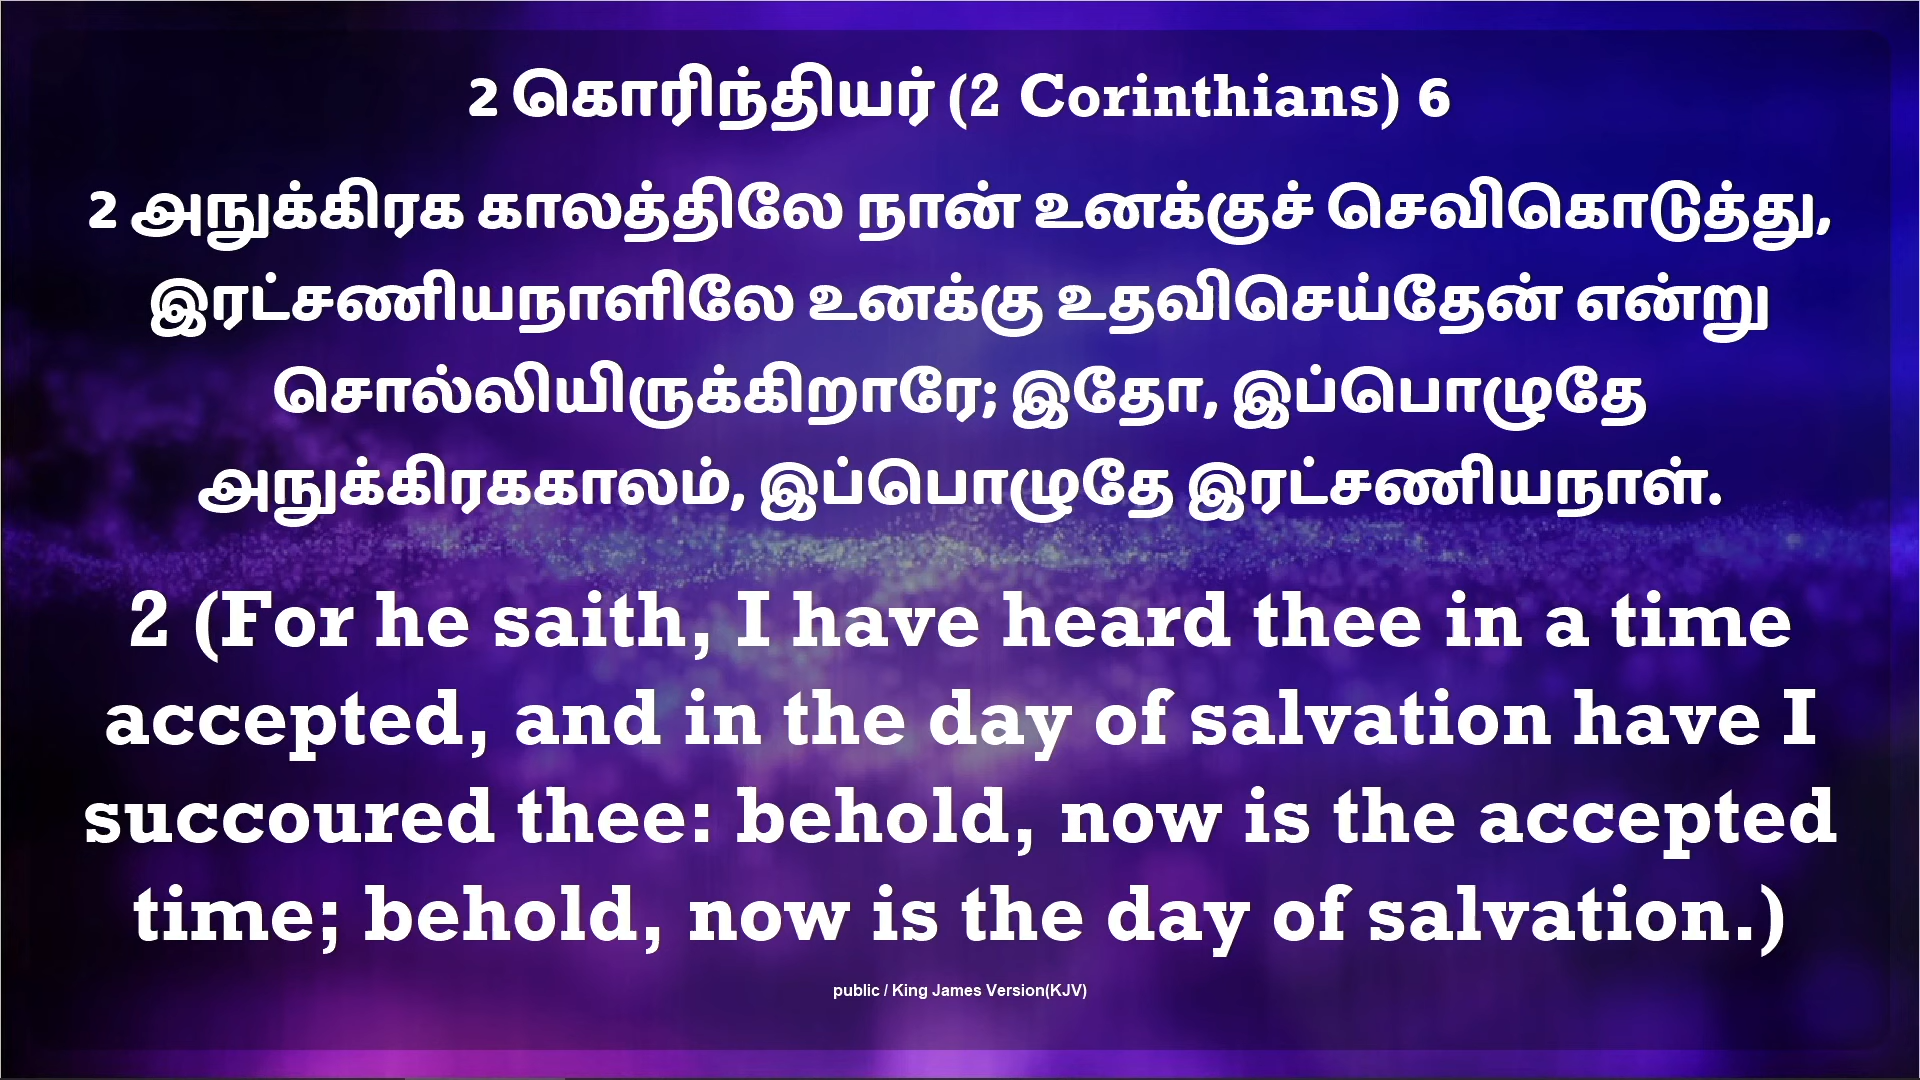 2 கொரிந்தியர் (2 Corinthians) 6
2 அநுக்கிரக காலத்திலே நான் உனக்குச் செவிகொடுத்து,
இரட்சணியநாளிலே உனக்கு உதவிசெய்தேன் என்று
சொல்லியிருக்கிறாரே; இதோ, இப்பொழுதே
அநுக்கிரககாலம், இப்பொழுதே இரட்சணியநாள்.
2 (For he saith, I have heard thee in a time
accepted, and in the day of salvation have I
succoured thee: behold, now is the accepted
time; behold, now is the day of salvation.)
public / King James Version(KJV)